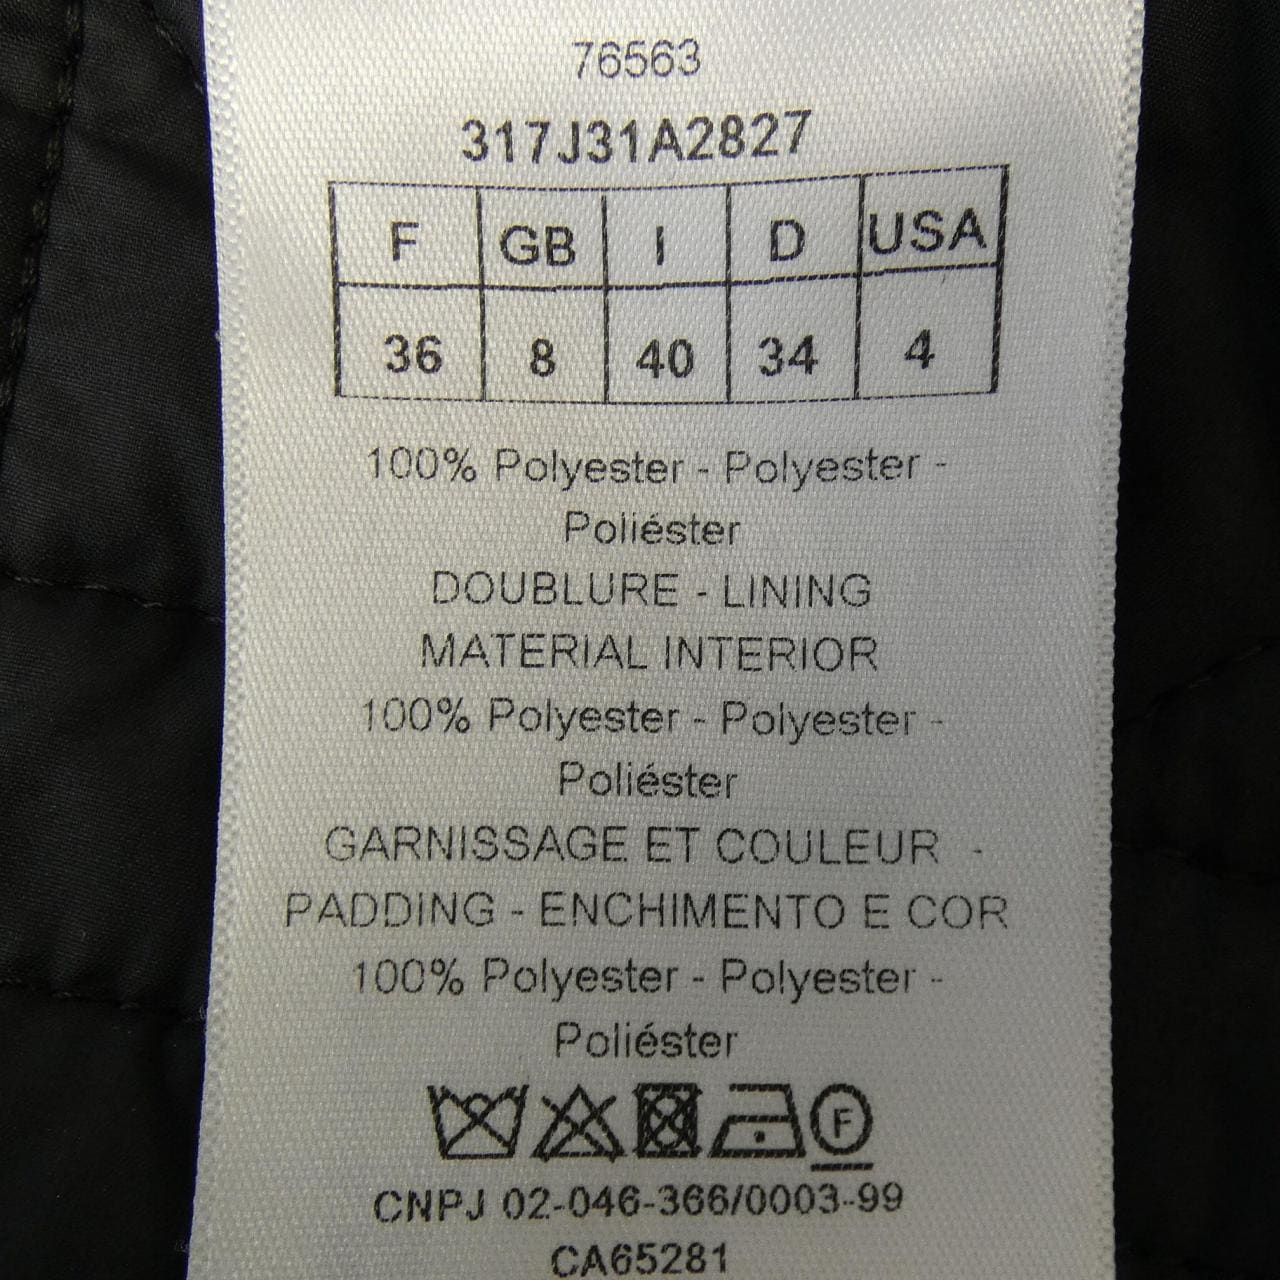 76563
317J31A2827
F GB I D USA
36 8 40 34 4
100% Polyester - Polyester -
Poliéster
DOUBLURE - LINING
MATERIAL INTERIOR
100% Polyester - Polyester -
Poliéster
GARNISSAGE ET COULEUR -
PADDING - ENCHIMENTO E COR
100% Polyester - Polyester -
Poliéster
F
CNPJ 02-046-366/0003-99
CA65281